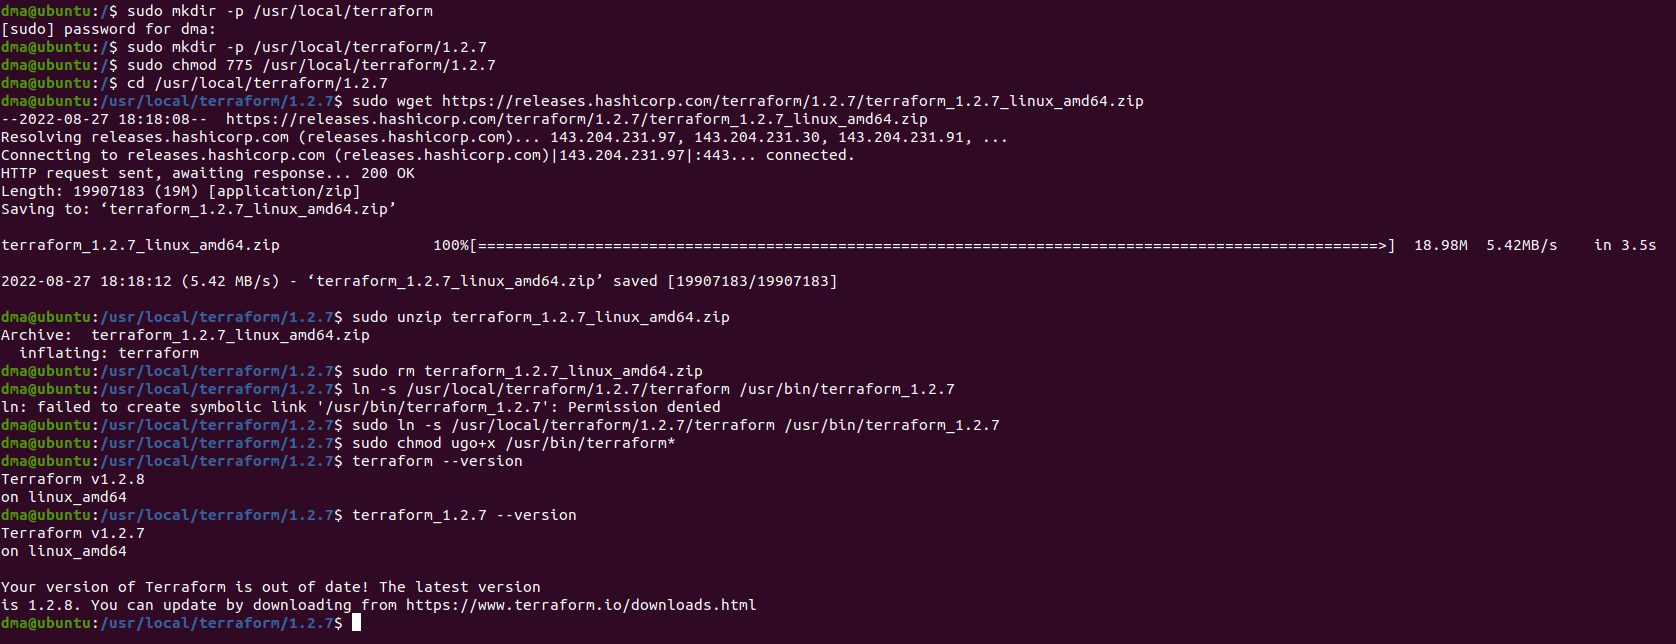 dma@ubuntu:/$ sudo mkdir -p /usr/local/terraform
[sudo] password for dma:
dma@ubuntu:/$ sudo mkdir -p /usr/local/terraform/1.2.7
dma@ubuntu:/$ sudo chmod 775 /usr/local/terraform/1.2.7
dma@ubuntu:/$ cd /usr/local/terraform/1.2.7
dma@ubuntu:/usr/local/terraform/1.2.7$ sudo wget https://releases.hashicorp.com/terraform/1.2.7/terraform_1.2.7_linux_amd64.zip
--2022-08-27 18:18:08--  https://releases.hashicorp.com/terraform/1.2.7/terraform_1.2.7_linux_amd64.zip
Resolving releases.hashicorp.com (releases.hashicorp.com)... 143.204.231.97, 143.204.231.30, 143.204.231.91, ...
Connecting to releases.hashicorp.com (releases.hashicorp.com)|143.204.231.97|:443... connected.
HTTP request sent, awaiting response... 200 OK
Length: 19907183 (19M) [application/zip]
Saving to: ‘terraform_1.2.7_linux_amd64.zip’
terraform_1.2.7_linux_amd64.zip                 100%[====================================================================================================>]  18.98M  5.42MB/s    in 3.5s
2022-08-27 18:18:12 (5.42 MB/s) - ‘terraform_1.2.7_linux_amd64.zip’ saved [19907183/19907183]
dma@ubuntu:/usr/local/terraform/1.2.7$ sudo unzip terraform_1.2.7_linux_amd64.zip
Archive:  terraform_1.2.7_linux_amd64.zip
  inflating: terraform
dma@ubuntu:/usr/local/terraform/1.2.7$ sudo rm terraform_1.2.7_linux_amd64.zip
dma@ubuntu:/usr/local/terraform/1.2.7$ ln -s /usr/local/terraform/1.2.7/terraform /usr/bin/terraform_1.2.7
ln: failed to create symbolic link '/usr/bin/terraform_1.2.7': Permission denied
dma@ubuntu:/usr/local/terraform/1.2.7$ sudo ln -s /usr/local/terraform/1.2.7/terraform /usr/bin/terraform_1.2.7
dma@ubuntu:/usr/local/terraform/1.2.7$ sudo chmod ugo+x /usr/bin/terraform*
dma@ubuntu:/usr/local/terraform/1.2.7$ terraform --version
Terraform v1.2.8
on linux_amd64
dma@ubuntu:/usr/local/terraform/1.2.7$ terraform_1.2.7 --version
Terraform v1.2.7
on linux_amd64
Your version of Terraform is out of date! The latest version
is 1.2.8. You can update by downloading from https://www.terraform.io/downloads.html
dma@ubuntu:/usr/local/terraform/1.2.7$